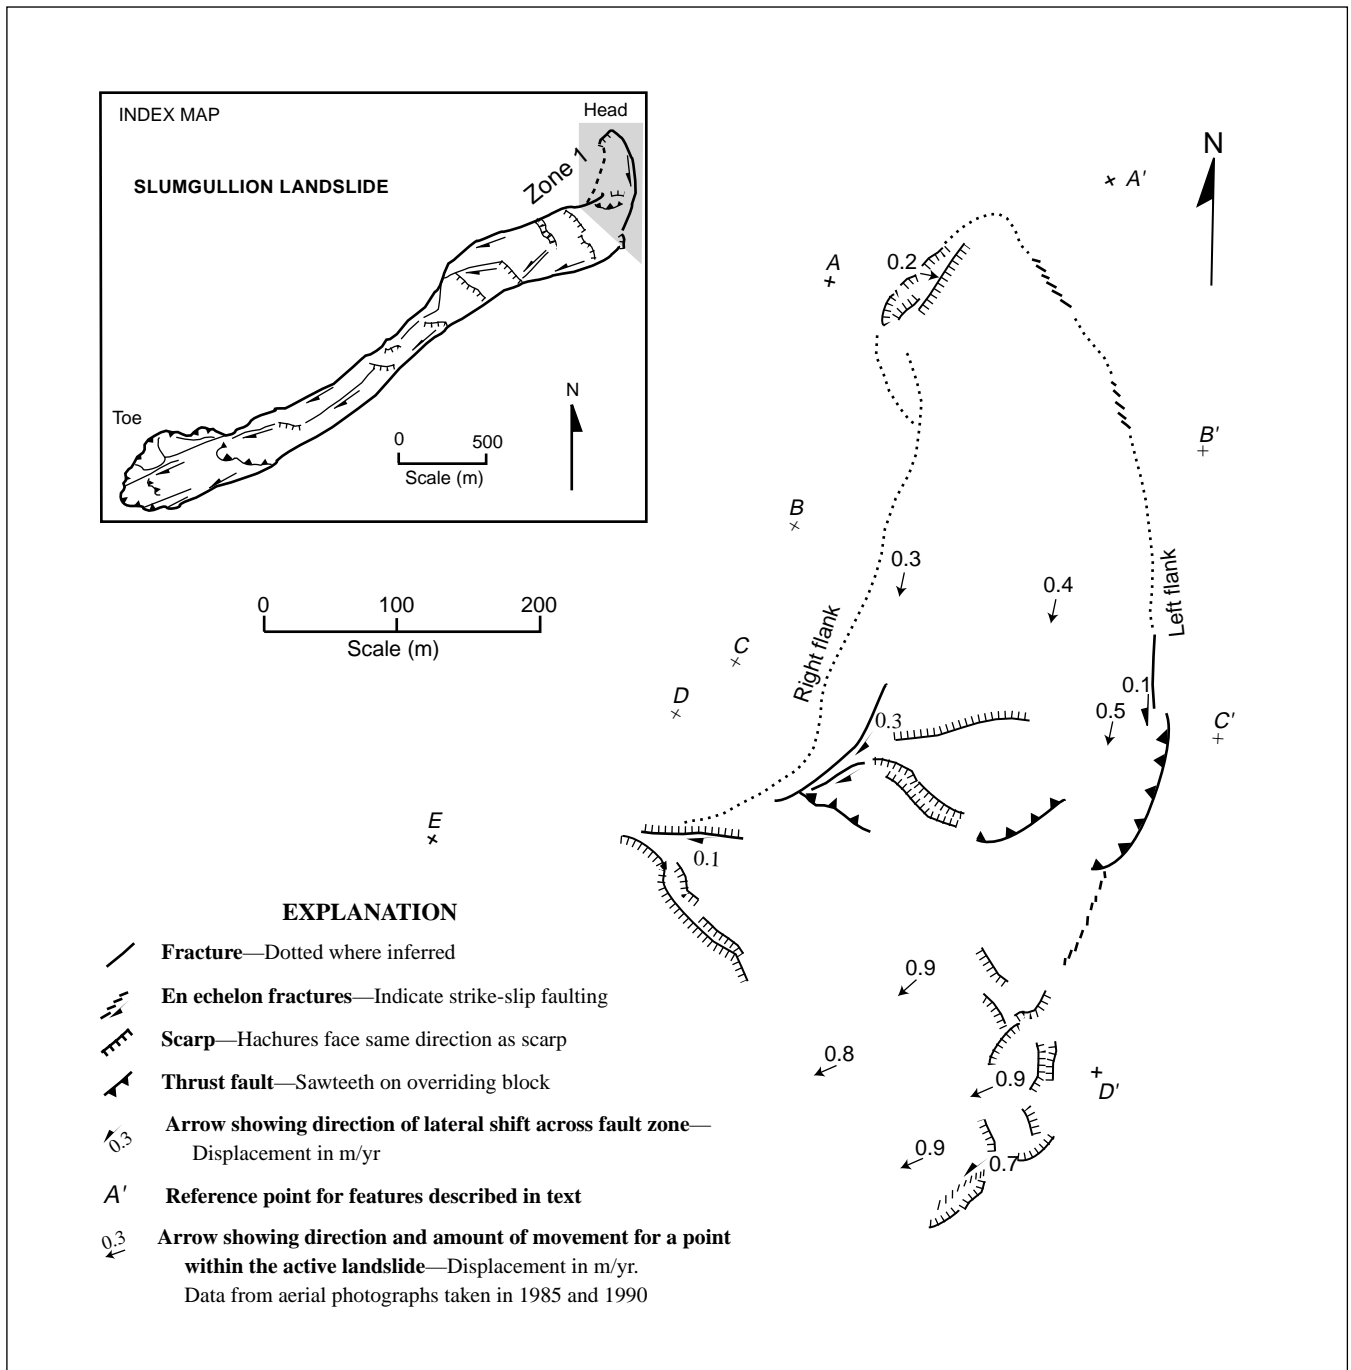 INDEX MAP
Head
SLUMGULLION LANDSLIDE
Zone 1
Toe
0 500
Scale (m)
N
N
A'
A
0.2
B'
B
0.3
0.4
Left flank
Right flank
0 100 200
Scale (m)
C
D
0.1
0.5
C'
0.3
E
0.1
0.9
0.8
0.9
D'
0.9
0.7
EXPLANATION
Fracture—Dotted where inferred
En echelon fractures—Indicate strike-slip faulting
Scarp—Hachures face same direction as scarp
Thrust fault—Sawteeth on overriding block
0.3 Arrow showing direction of lateral shift across fault zone—
Displacement in m/yr
A' Reference point for features described in text
0.3 Arrow showing direction and amount of movement for a point
within the active landslide—Displacement in m/yr.
Data from aerial photographs taken in 1985 and 1990